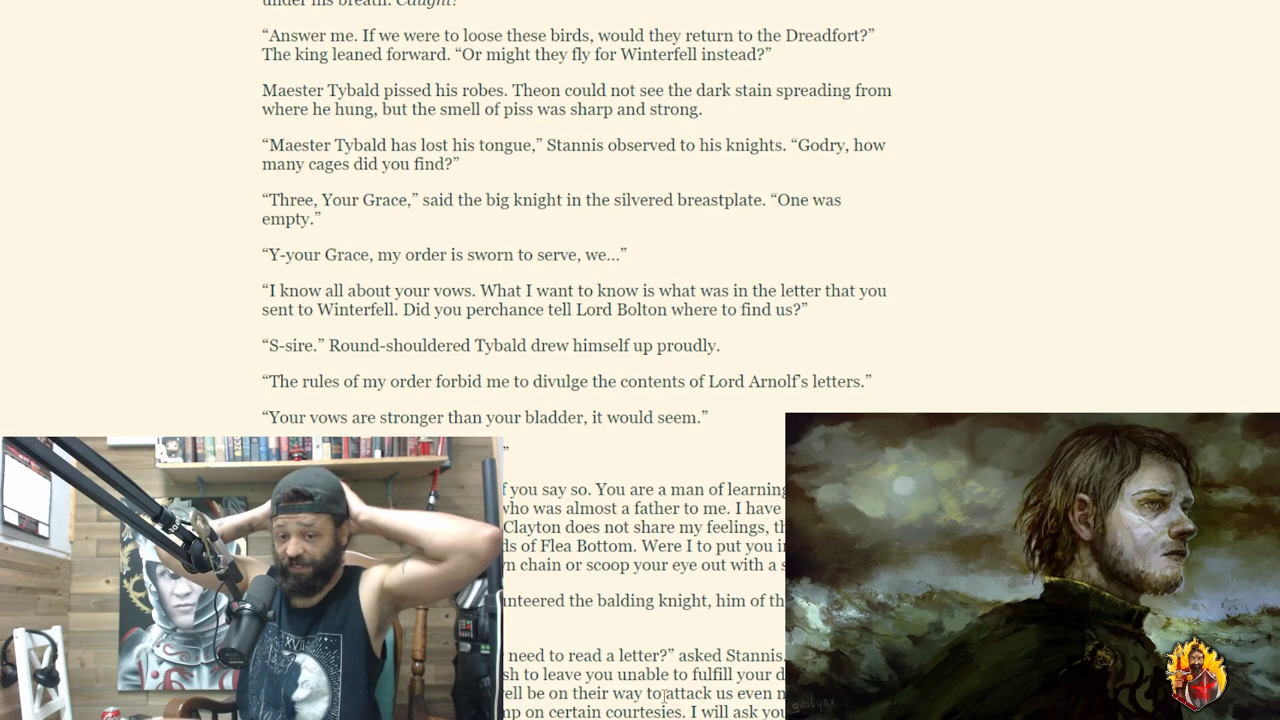 under his breath. Caught!
“Answer me. If we were to loose these birds, would they return to the Dreadfort?”
The king leaned forward. “Or might they fly for Winterfell instead?”
Maester Tybald pissed his robes. Theon could not see the dark stain spreading from
where he hung, but the smell of piss was sharp and strong.
“Maester Tybald has lost his tongue,” Stannis observed to his knights. “Godry, how
many cages did you find?”
“Three, Your Grace,” said the big knight in the silvered breastplate. “One was
empty.”
“Y-your Grace, my order is sworn to serve, we…”
“I know all about your vows. What I want to know is what was in the letter that you
sent to Winterfell. Did you perchance tell Lord Bolton where to find us?”
“S-sire.” Round-shouldered Tybald drew himself up proudly.
“The rules of my order forbid me to divulge the contents of Lord Arnolf’s letters.”
“Your vows are stronger than your bladder, it would seem.”
”
f you say so. You are a man of learning
who was almost a father to me. I have
Clayton does not share my feelings, th
ds of Flea Bottom. Were I to put you i
n chain or scoop your eye out with a s
unteered the balding knight, him of th
need to read a letter?” asked Stannis.
sh to leave you unable to fulfill your d
ell be on their way to attack us even n
mp on certain courtesies. I will ask you
XVII